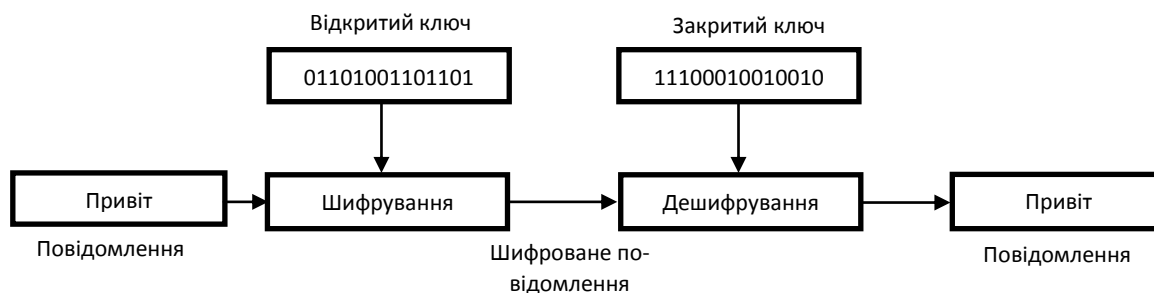 Відкритий ключ
Закритий ключ
01101001101101
11100010010010
Привіт
Шифрування
Дешифрування
Привіт
Повідомлення
Шифроване по-
відомлення
Повідомлення